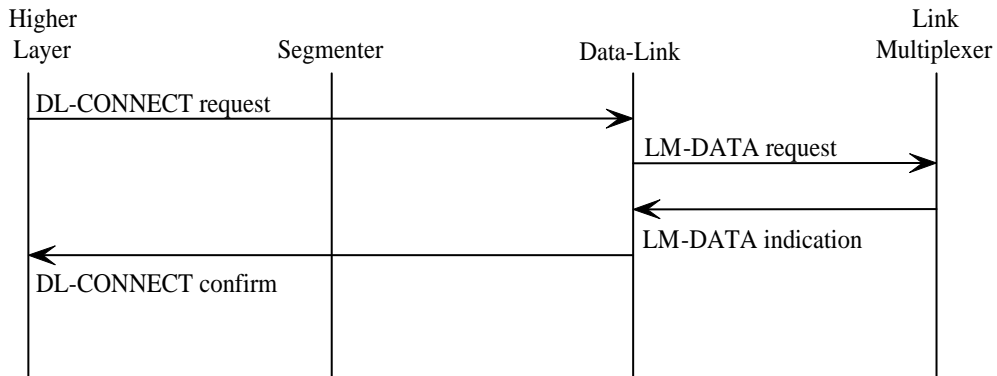 Higher
Layer
Segmenter
Data-Link
Link
Multiplexer
DL-CONNECT request
LM-DATA request
LM-DATA indication
DL-CONNECT confirm